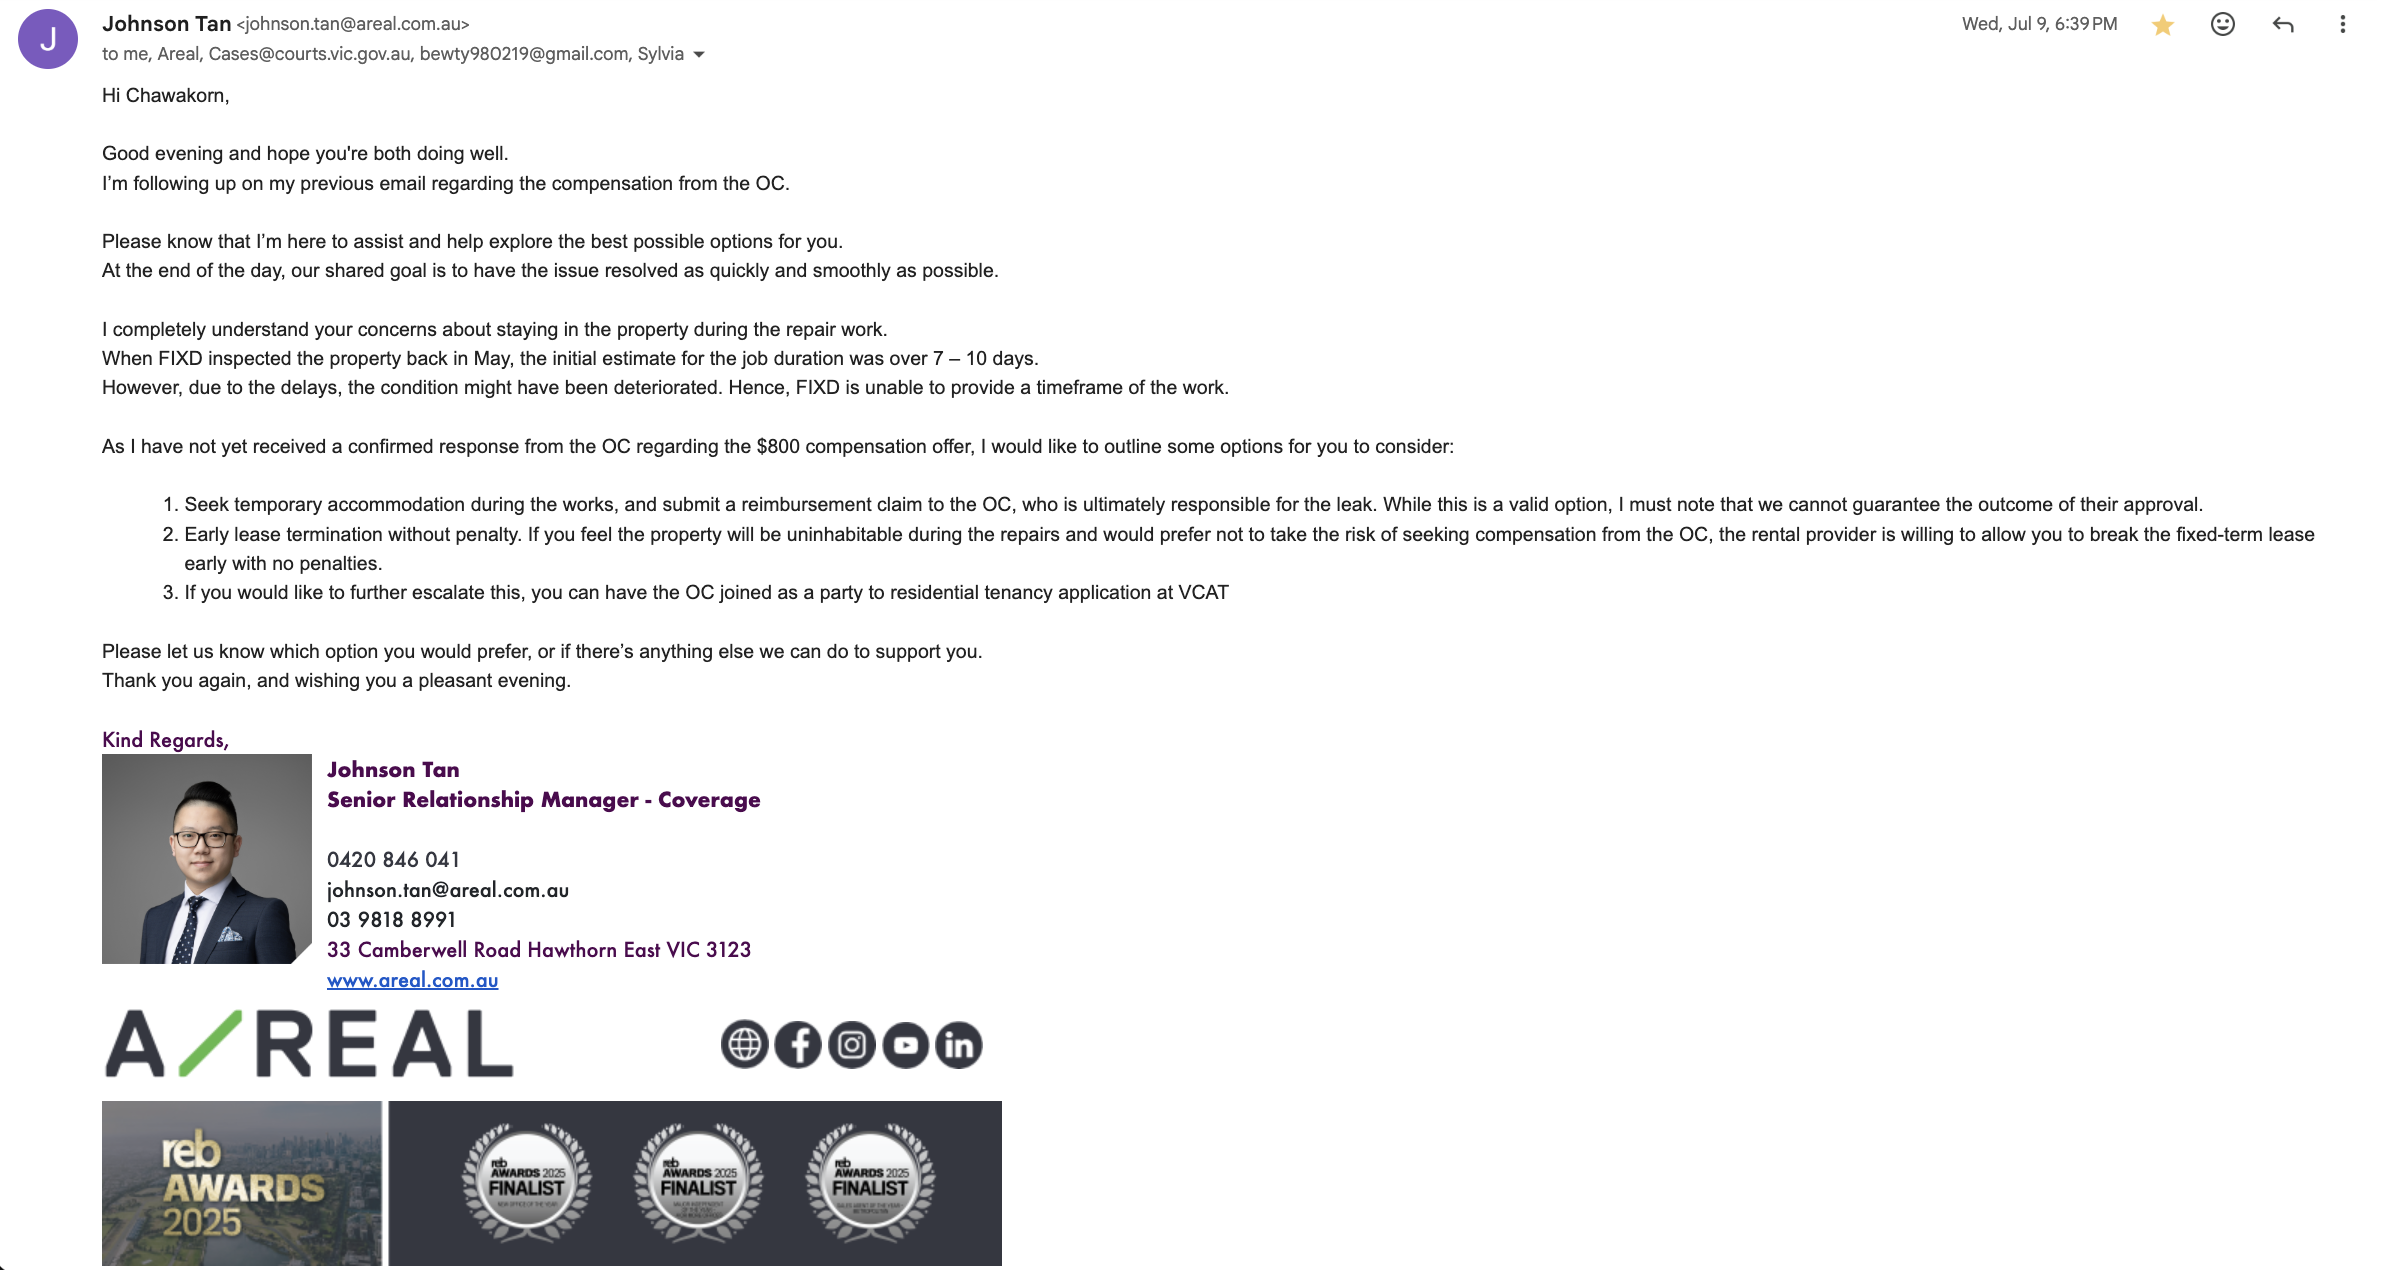 J
Johnson Tan <johnson.tan@areal.com.au>
Wed, Jul 9, 6:39 PM
to me, Areal, Cases@courts.vic.gov.au, bewty980219@gmail.com, Sylvia
Hi Chawakorn,
Good evening and hope you're both doing well.
I’m following up on my previous email regarding the compensation from the OC.
Please know that I’m here to assist and help explore the best possible options for you.
At the end of the day, our shared goal is to have the issue resolved as quickly and smoothly as possible.
I completely understand your concerns about staying in the property during the repair work.
When FIXD inspected the property back in May, the initial estimate for the job duration was over 7 – 10 days.
However, due to the delays, the condition might have been deteriorated. Hence, FIXD is unable to provide a timeframe of the work.
As I have not yet received a confirmed response from the OC regarding the $800 compensation offer, I would like to outline some options for you to consider:
1. Seek temporary accommodation during the works, and submit a reimbursement claim to the OC, who is ultimately responsible for the leak. While this is a valid option, I must note that we cannot guarantee the outcome of their approval.
2. Early lease termination without penalty. If you feel the property will be uninhabitable during the repairs and would prefer not to take the risk of seeking compensation from the OC, the rental provider is willing to allow you to break the fixed-term lease
early with no penalties.
3. If you would like to further escalate this, you can have the OC joined as a party to residential tenancy application at VCAT
Please let us know which option you would prefer, or if there’s anything else we can do to support you.
Thank you again, and wishing you a pleasant evening.
Kind Regards,
Johnson Tan
Senior Relationship Manager - Coverage
0420 846 041
johnson.tan@areal.com.au
03 9818 8991
33 Camberwell Road Hawthorn East VIC 3123
www.areal.com.au
A/REAL
reb
AWARDS
2025
reb
AWARDS 2025
FINALIST
NEW OFFICE OF THE YEAR
reb
AWARDS 2025
FINALIST
reb
AWARDS 2025
FINALIST